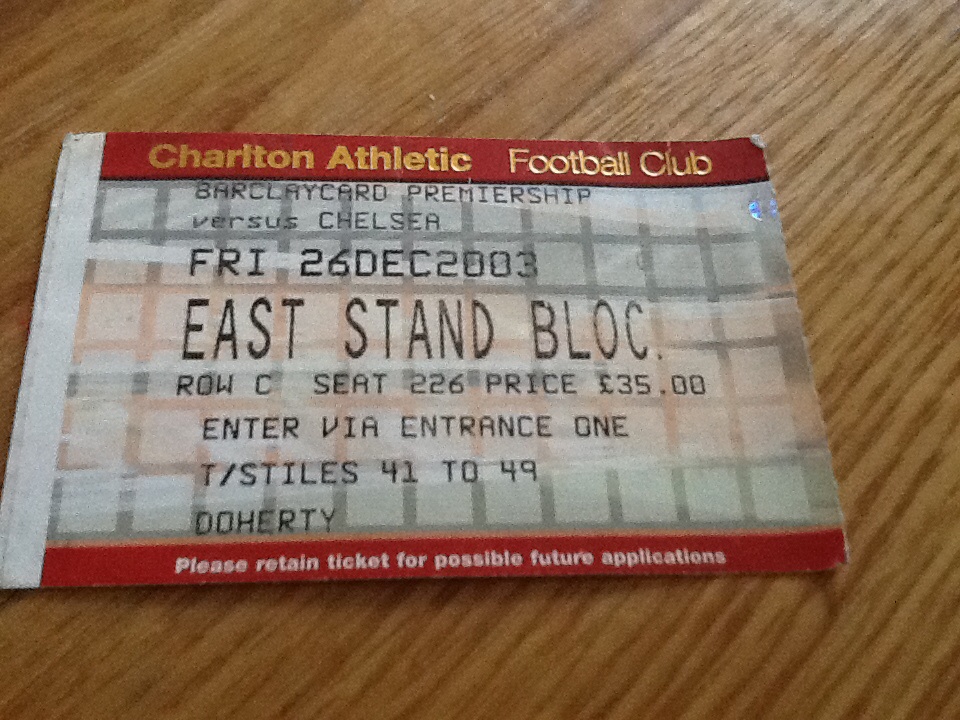 Charlton Athletic Football Club
BARCLAYCARD PREMIERSHIP
versus CHELSEA
FRI 26DEC2003
EAST STAND BLOC.
ROW C SEAT 226 PRICE £35.00
ENTER VIA ENTRANCE ONE
T/STILES 41 TO 49
DOHERTY
Please retain ticket for possible future applications